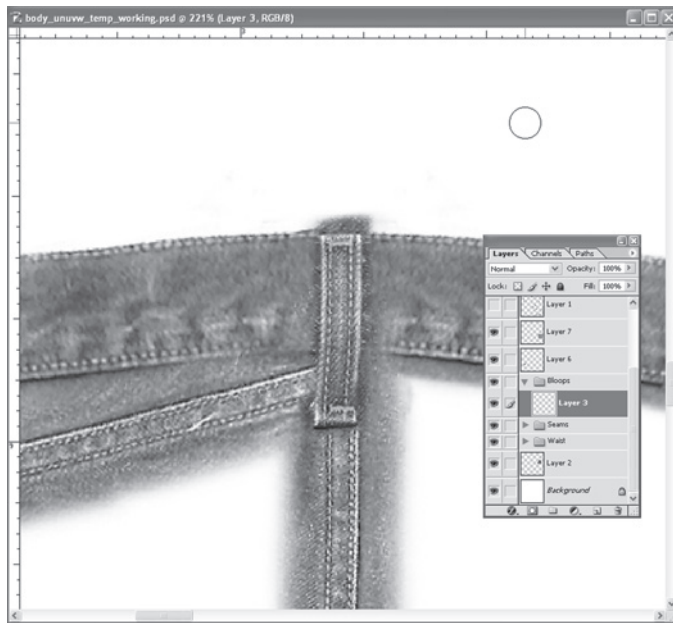 body_unuvw_temp_working.psd @ 221% (Layer 3, RGB/8)
Layers Channels Paths
Normal Opacity: 100%
Lock: Fill: 100%
Layer 1
Layer 7
Layer 6
Bloops
Layer 3
Seams
Waist
Layer 2
Background